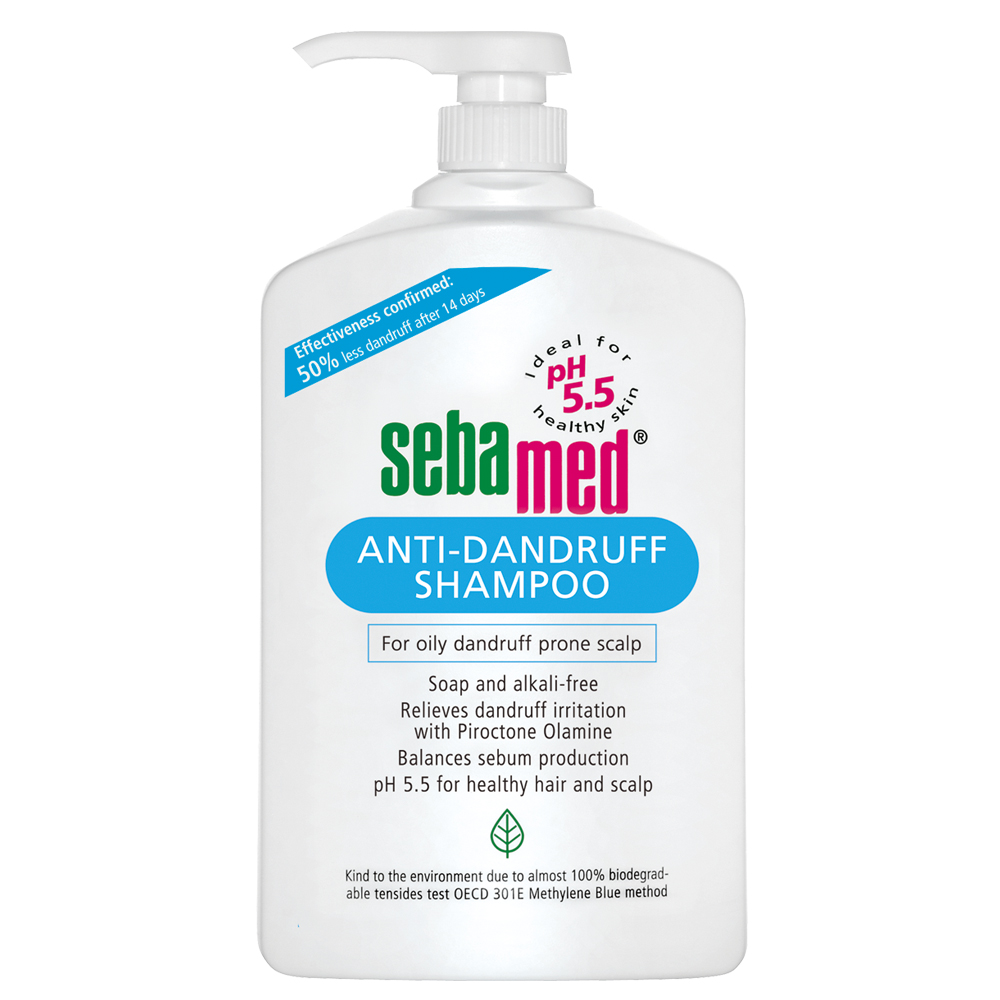 Effectiveness confirmed:
50% less dandruff after 14 days
Ideal for
pH
5.5
healthy skin
sebamed®
ANTI-DANDRUFF
SHAMPOO
For oily dandruff prone scalp
Soap and alkali-free
Relieves dandruff irritation
with Piroctone Olamine
Balances sebum production
pH 5.5 for healthy hair and scalp
Kind to the environment due to almost 100% biodegrad-
able tensides test OECD 301E Methylene Blue method